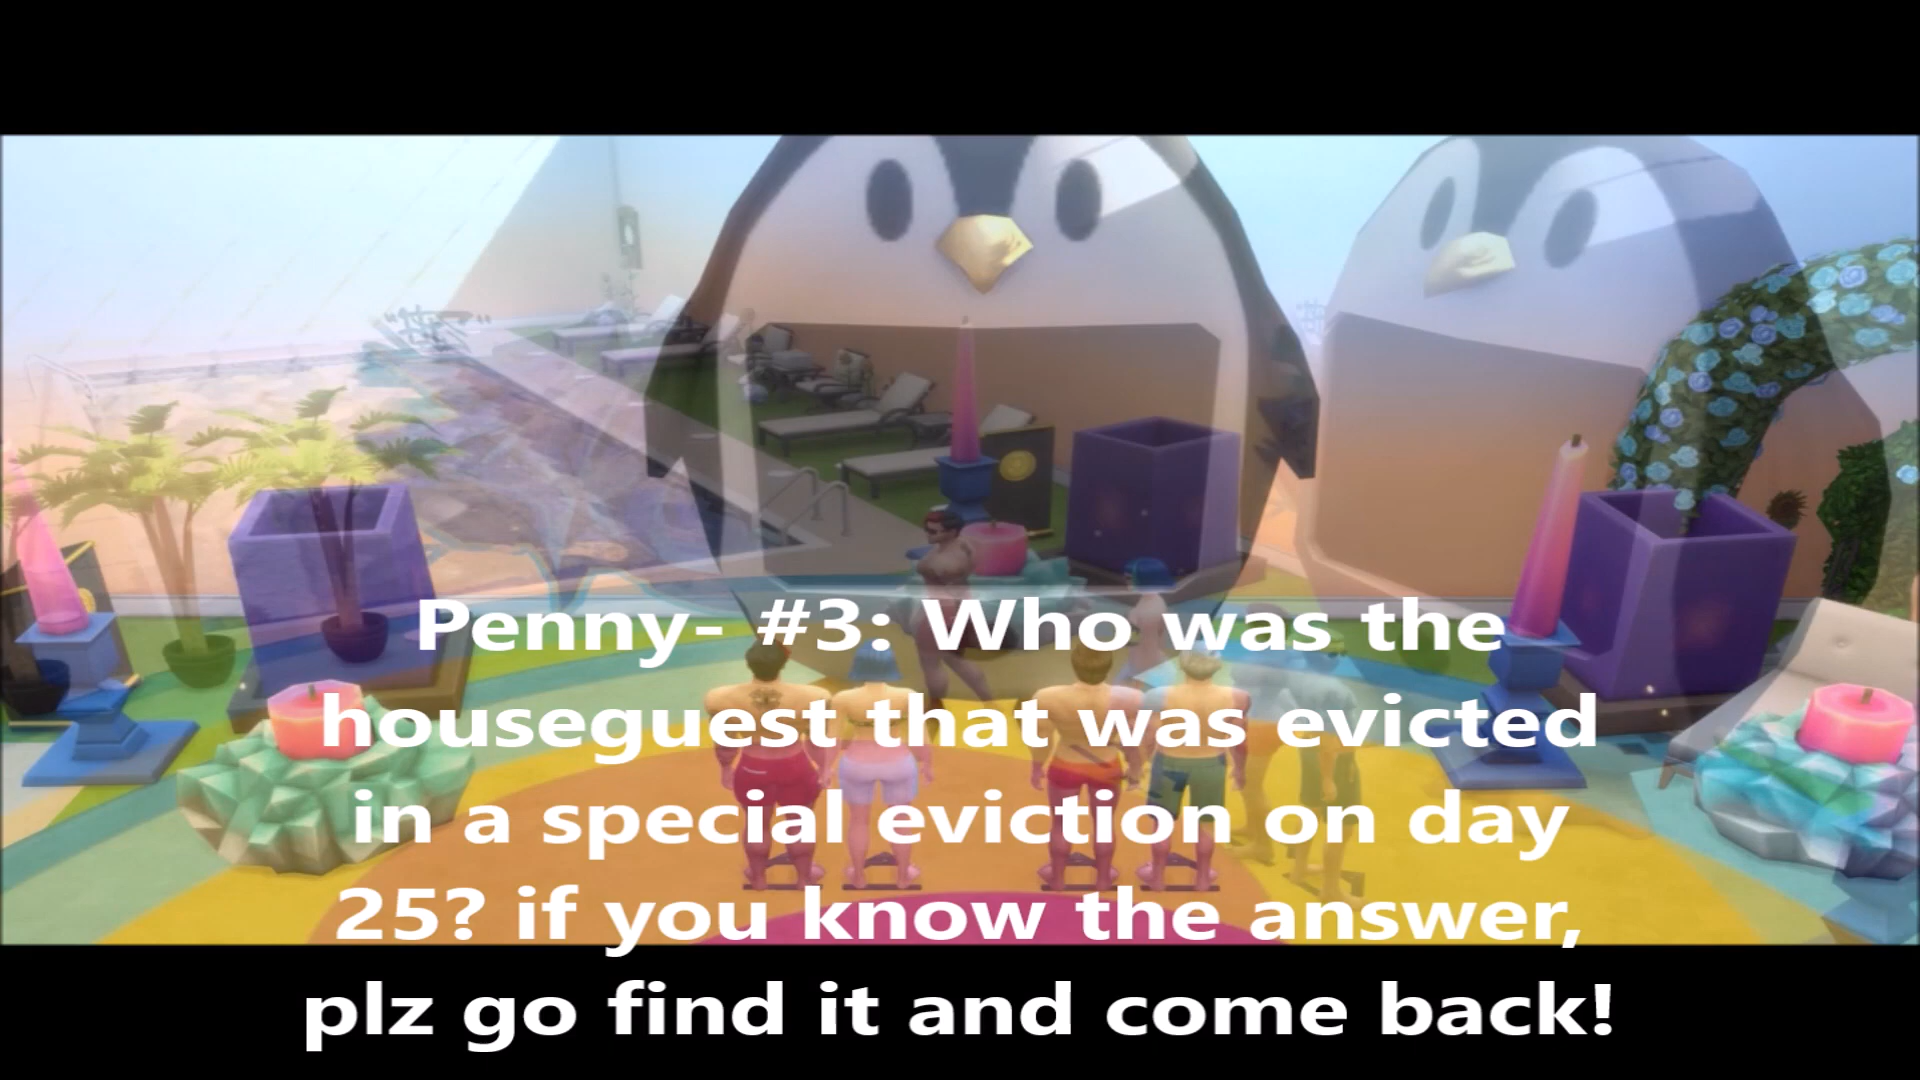 Penny- #3: Who was the
houseguest that was evicted
in a special eviction on day
25? if you know the answer,
plz go find it and come back!